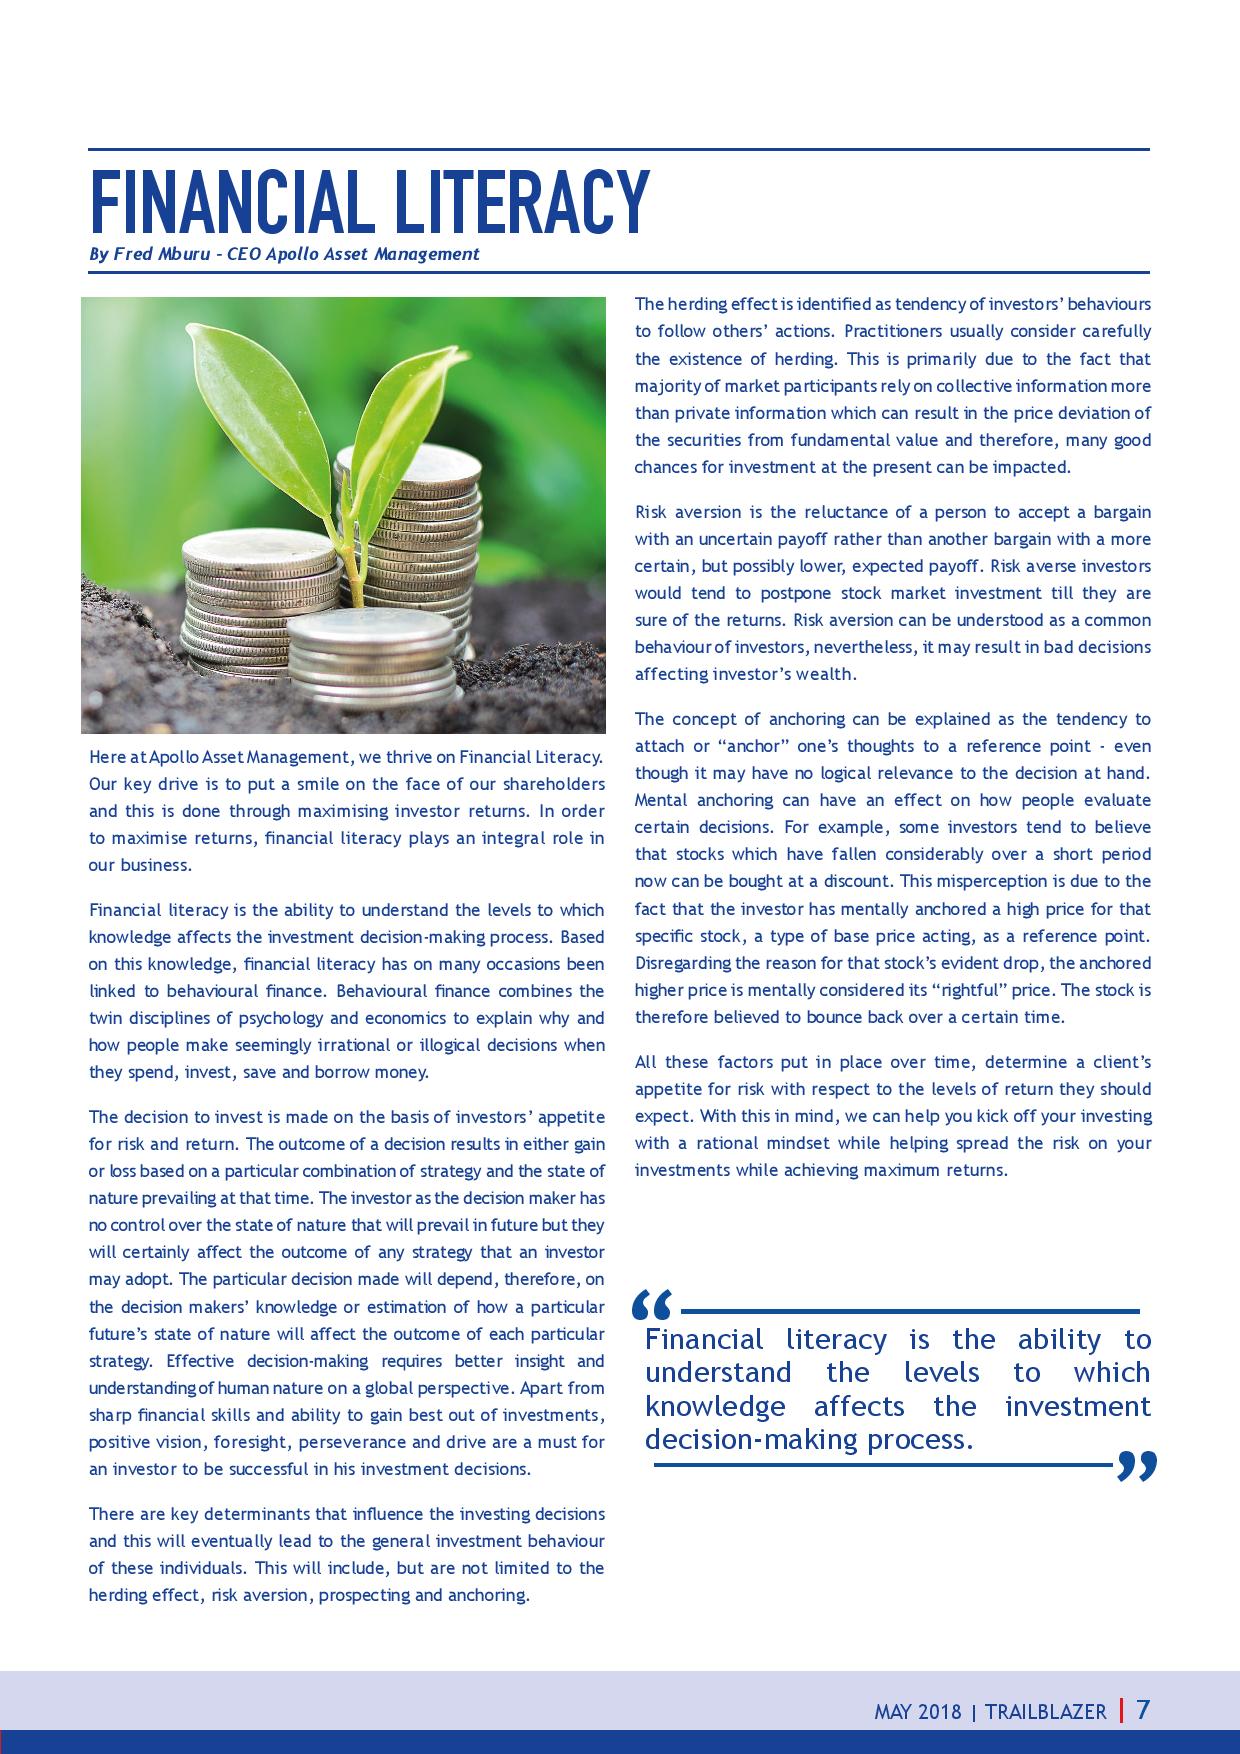 FINANCIAL LITERACY
By Fred Mburu - CEO Apollo Asset Management
Here at Apollo Asset Management, we thrive on Financial Literacy.
Our key drive is to put a smile on the face of our shareholders
and this is done through maximising investor returns. In order
to maximise returns, financial literacy plays an integral role in
our business.
Financial literacy is the ability to understand the levels to which
knowledge affects the investment decision-making process. Based
on this knowledge, financial literacy has on many occasions been
linked to behavioural finance. Behavioural finance combines the
twin disciplines of psychology and economics to explain why and
how people make seemingly irrational or illogical decisions when
they spend, invest, save and borrow money.
The decision to invest is made on the basis of investors’ appetite
for risk and return. The outcome of a decision results in either gain
or loss based on a particular combination of strategy and the state of
nature prevailing at that time. The investor as the decision maker has
no control over the state of nature that will prevail in future but they
will certainly affect the outcome of any strategy that an investor
may adopt. The particular decision made will depend, therefore, on
the decision makers’ knowledge or estimation of how a particular
future’s state of nature will affect the outcome of each particular
strategy. Effective decision-making requires better insight and
understanding of human nature on a global perspective. Apart from
sharp financial skills and ability to gain best out of investments,
positive vision, foresight, perseverance and drive are a must for
an investor to be successful in his investment decisions.
There are key determinants that influence the investing decisions
and this will eventually lead to the general investment behaviour
of these individuals. This will include, but are not limited to the
herding effect, risk aversion, prospecting and anchoring.
The herding effect is identified as tendency of investors’ behaviours
to follow others’ actions. Practitioners usually consider carefully
the existence of herding. This is primarily due to the fact that
majority of market participants rely on collective information more
than private information which can result in the price deviation of
the securities from fundamental value and therefore, many good
chances for investment at the present can be impacted.
Risk aversion is the reluctance of a person to accept a bargain
with an uncertain payoff rather than another bargain with a more
certain, but possibly lower, expected payoff. Risk averse investors
would tend to postpone stock market investment till they are
sure of the returns. Risk aversion can be understood as a common
behaviour of investors, nevertheless, it may result in bad decisions
affecting investor’s wealth.
The concept of anchoring can be explained as the tendency to
attach or “anchor” one’s thoughts to a reference point - even
though it may have no logical relevance to the decision at hand.
Mental anchoring can have an effect on how people evaluate
certain decisions. For example, some investors tend to believe
that stocks which have fallen considerably over a short period
now can be bought at a discount. This misperception is due to the
fact that the investor has mentally anchored a high price for that
specific stock, a type of base price acting, as a reference point.
Disregarding the reason for that stock’s evident drop, the anchored
higher price is mentally considered its “rightful” price. The stock is
therefore believed to bounce back over a certain time.
All these factors put in place over time, determine a client’s
appetite for risk with respect to the levels of return they should
expect. With this in mind, we can help you kick off your investing
with a rational mindset while helping spread the risk on your
investments while achieving maximum returns.
“
Financial literacy is the ability to
understand the levels to which
knowledge affects the investment
decision-making process.
”
MAY 2018 | TRAILBLAZER | 7